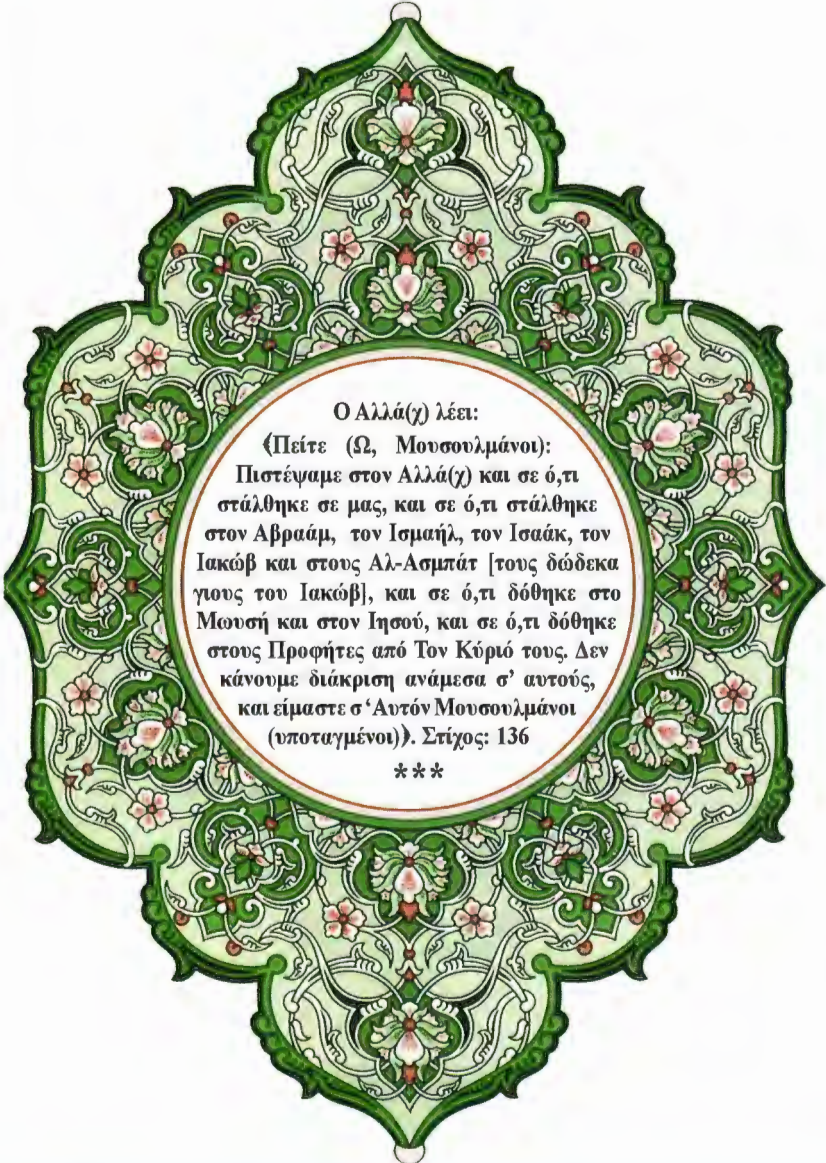 Ο Αλλά(χ) λέει:
﴾Πείτε (Ω, Μουσουλμάνοι):
Πιστέψαμε στον Αλλά(χ) και σε ό,τι
στάλθηκε σε μας, και σε ό,τι στάλθηκε
στον Αβραάμ, τον Ισμαήλ, τον Ισαάκ, τον
Ιακώβ και στους Αλ-Ασμπάτ [τους δώδεκα
γιους του Ιακώβ], και σε ό,τι δόθηκε στο
Μωυσή και στον Ιησού, και σε ό,τι δόθηκε
στους Προφήτες από Τον Κύριό τους. Δεν
κάνουμε διάκριση ανάμεσα σ’ αυτούς,
και είμαστε σ ‘Αυτόν Μουσουλμάνοι
(υποταγμένοι)﴿. Στίχος: 136
***